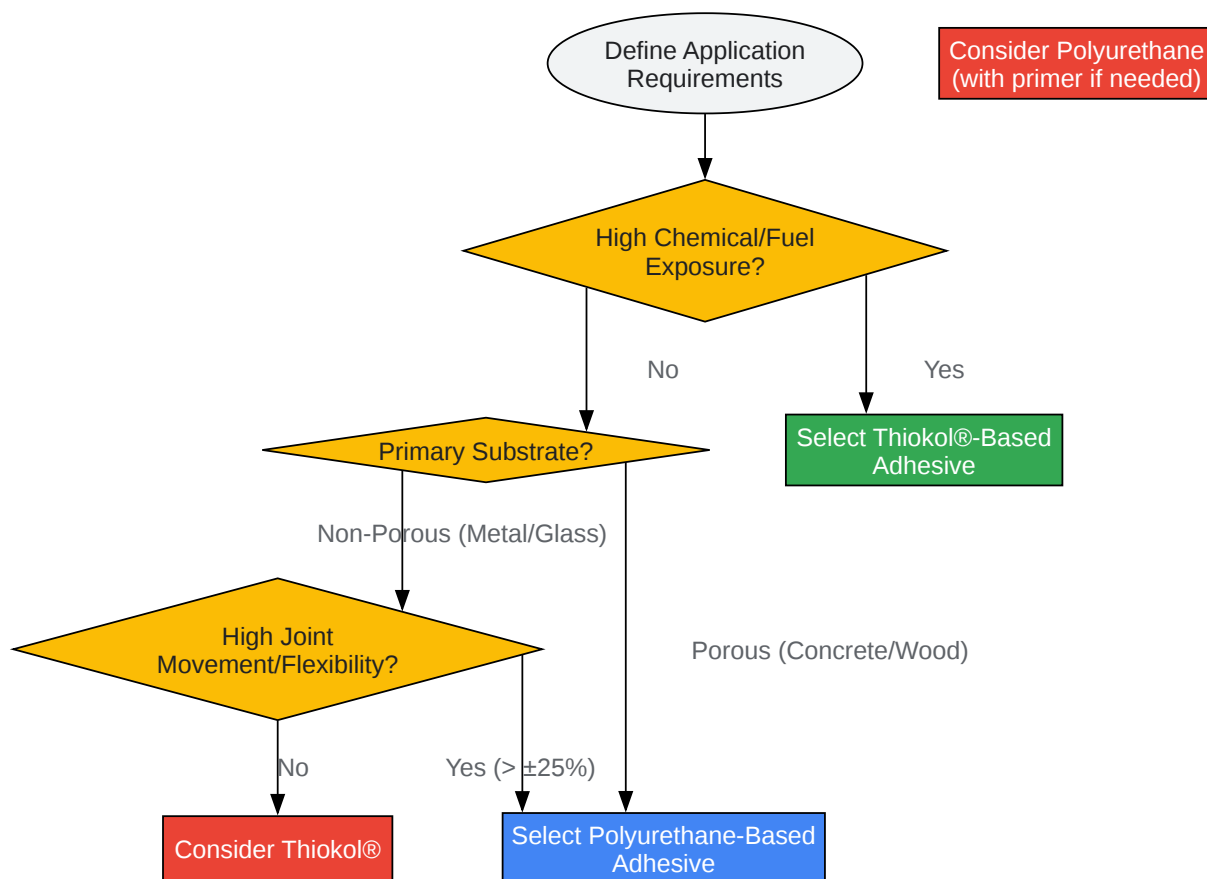 Define Application
Requirements
Consider Polyurethane
(with primer if needed)
High Chemical/Fuel
Exposure?
No
Yes
Select Thiokol®-Based
Adhesive
Primary Substrate?
Non-Porous (Metal/Glass)
High Joint
Movement/Flexibility?
Porous (Concrete/Wood)
No
Yes (> ±25%)
Consider Thiokol®
Select Polyurethane-Based
Adhesive